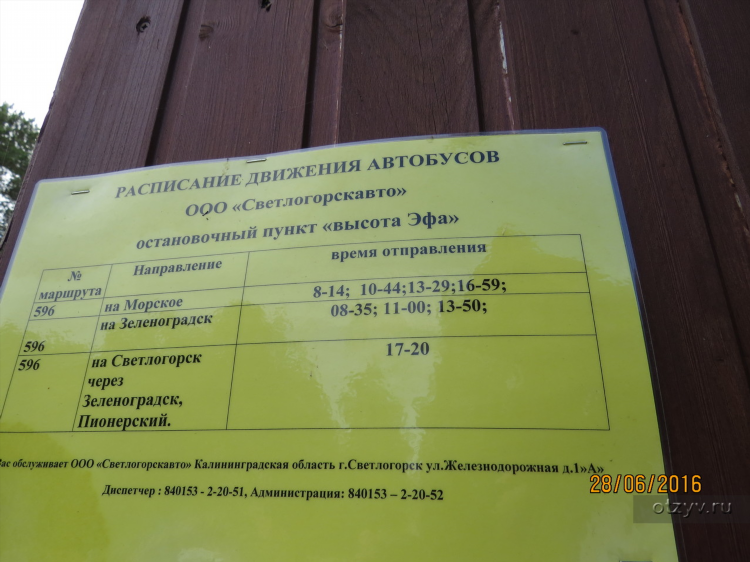 РАСПИСАНИЕ ДВИЖЕНИЯ АВТОБУСОВ
ООО «Светлогорскавто»
остановочный пункт «высота Эфа»
№ маршрута Направление время отправления
596 на Морское 8-14; 10-44;13-29;16-59;
596 на Зеленоградск 08-35; 11-00; 13-50;
596 на Светлогорск 17-20
через
Зеленоградск,
Пионерский.
обслуживает ООО «Светлогорскавто» Калининградская область г.Светлогорск ул.Железнодорожная д.1»А»
Диспетчер : 840153 - 2-20-51, Администрация: 840153 – 2-20-52
28/06/2016
otzyv.ru